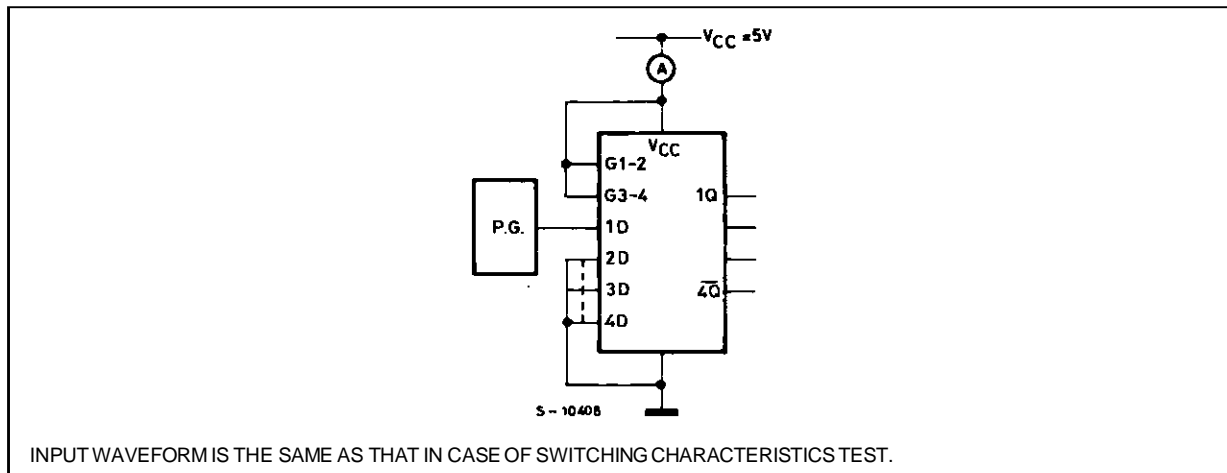 VCC =5V
A
VCC
G1-2
G3-4
1Q
P.G.
1D
2D
3D
4Q̅
4D
S-10408
INPUT WAVEFORM IS THE SAME AS THAT IN CASE OF SWITCHING CHARACTERISTICS TEST.